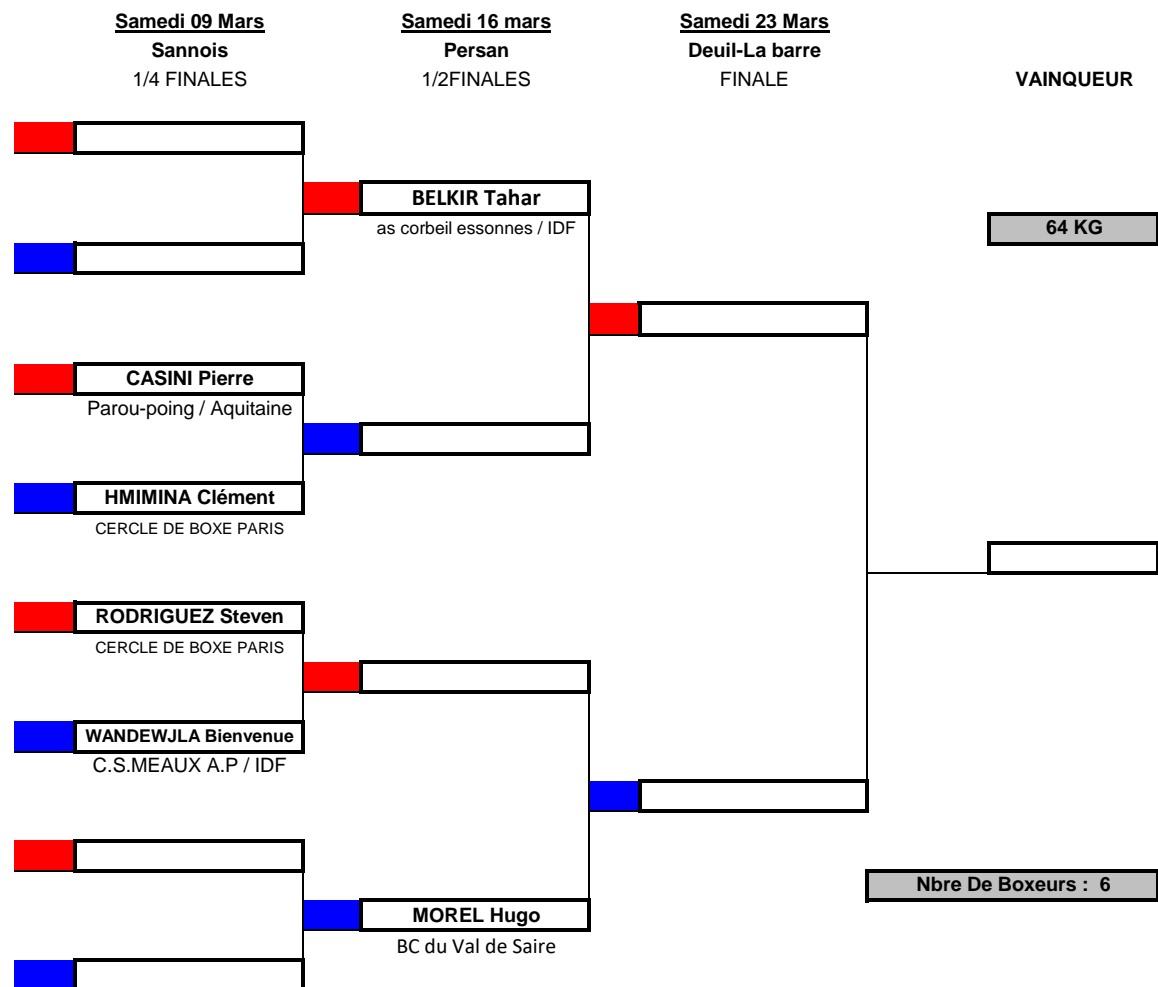 Samedi 09 Mars
Samedi 16 mars
Samedi 23 Mars
Sannois
Persan
Deuil-La barre
1/4 FINALES
1/2FINALES
FINALE
VAINQUEUR
BELKIR Tahar
as corbeil essonnes / IDF
64 KG
CASINI Pierre
Parou-poing / Aquitaine
HMIMINA Clément
CERCLE DE BOXE PARIS
RODRIGUEZ Steven
CERCLE DE BOXE PARIS
WANDEWJLA Bienvenue
C.S.MEAUX A.P / IDF
Nbre De Boxeurs : 6
MOREL Hugo
BC du Val de Saire